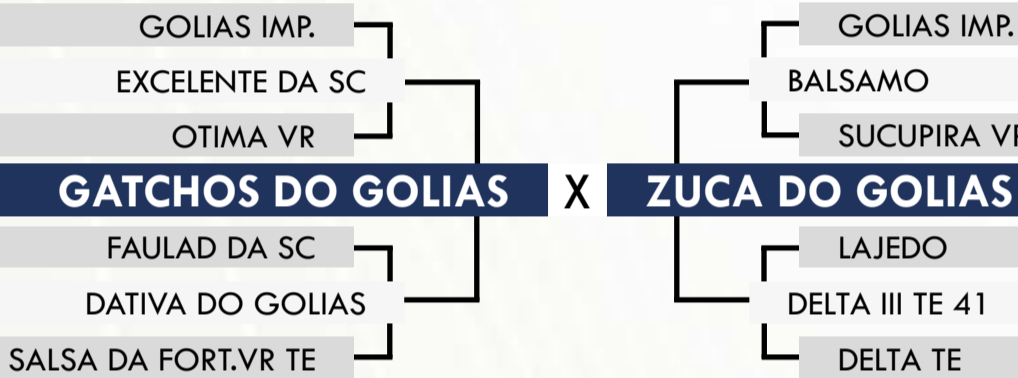 GOLIAS IMP.
EXCELENTE DA SC
OTIMA VR
GATCHOS DO GOLIAS
FAULAD DA SC
DATIVA DO GOLIAS
SALSA DA FORT.VR TE
X
GOLIAS IMP.
BALSAMO
SUCUPIRA VR
ZUCA DO GOLIAS
LAJEDO
DELTA III TE 41
DELTA TE